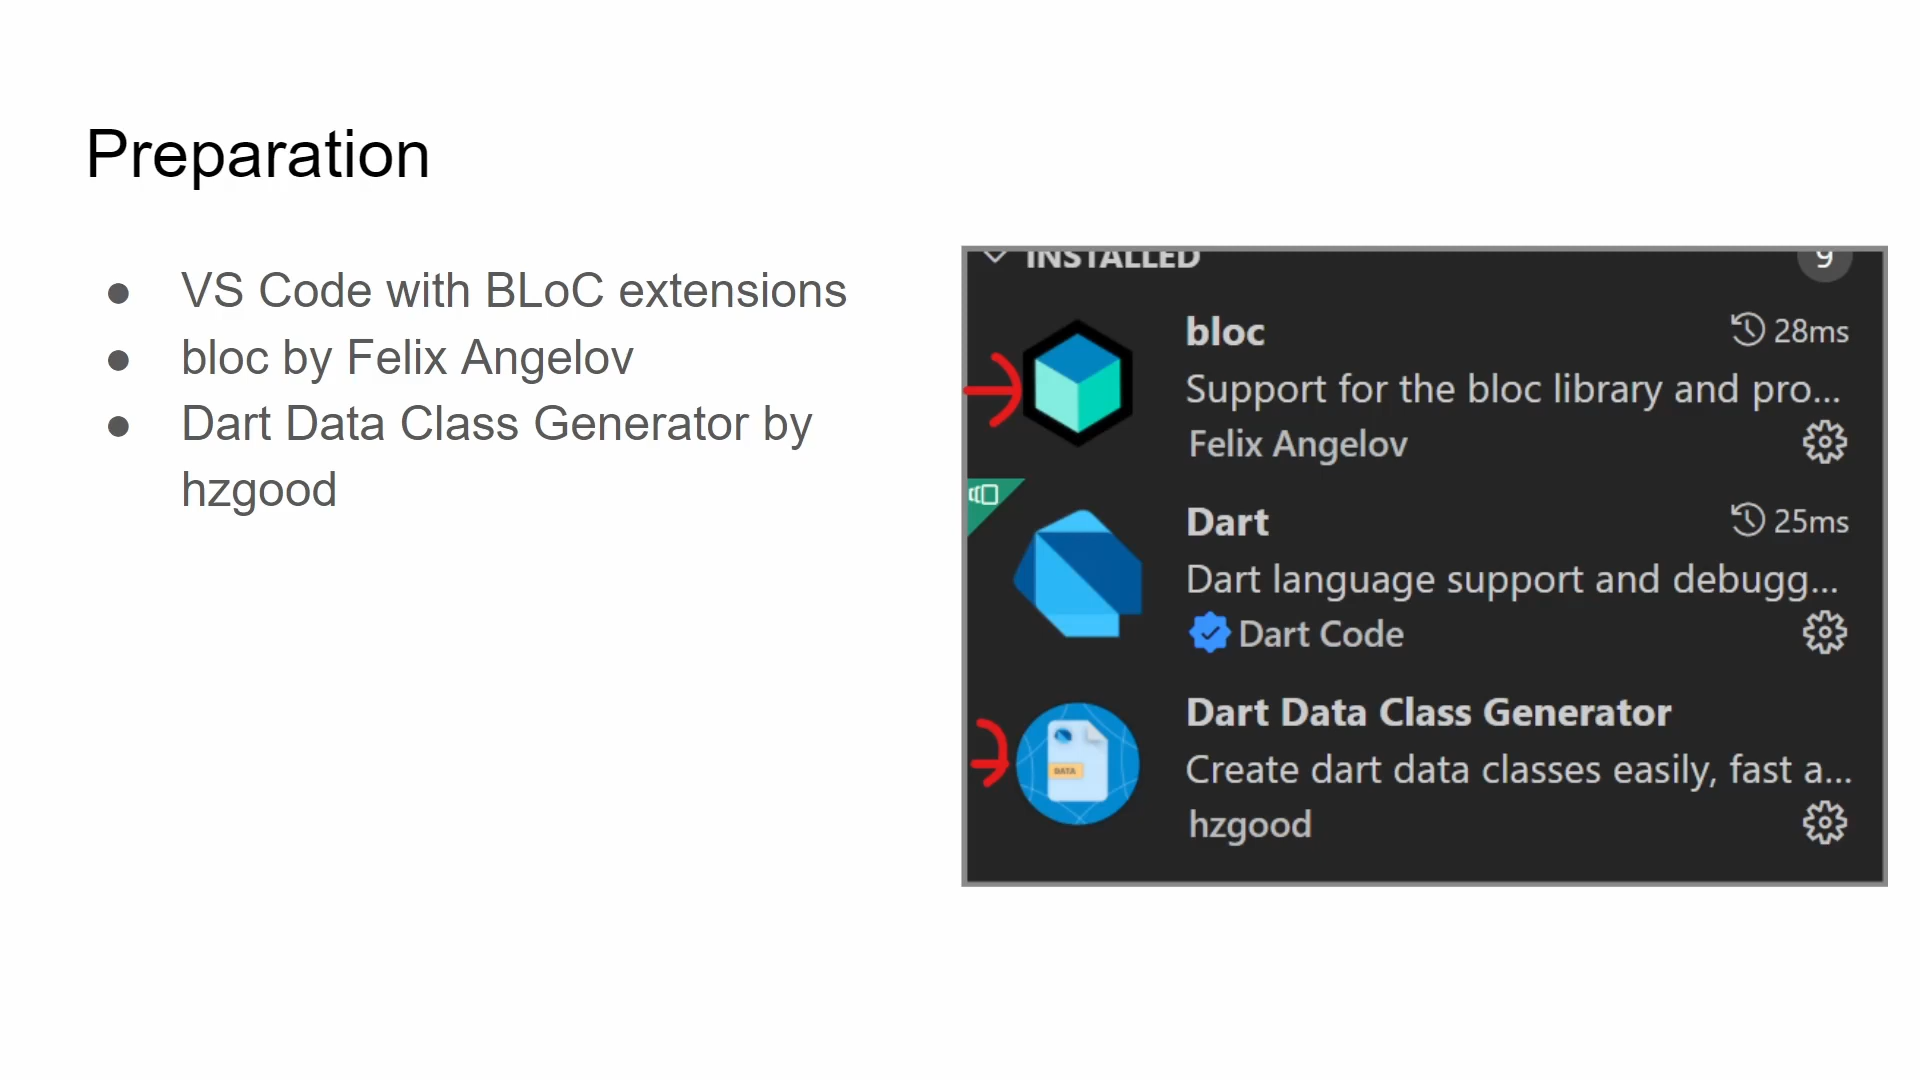 Preparation
● VS Code with BLoC extensions
● bloc by Felix Angelov
● Dart Data Class Generator by
hzgood
INSTALLED 9
bloc 28ms
Support for the bloc library and pro...
Felix Angelov
Dart 25ms
Dart language support and debugg...
Dart Code
Dart Data Class Generator
DATA
Create dart data classes easily, fast a...
hzgood